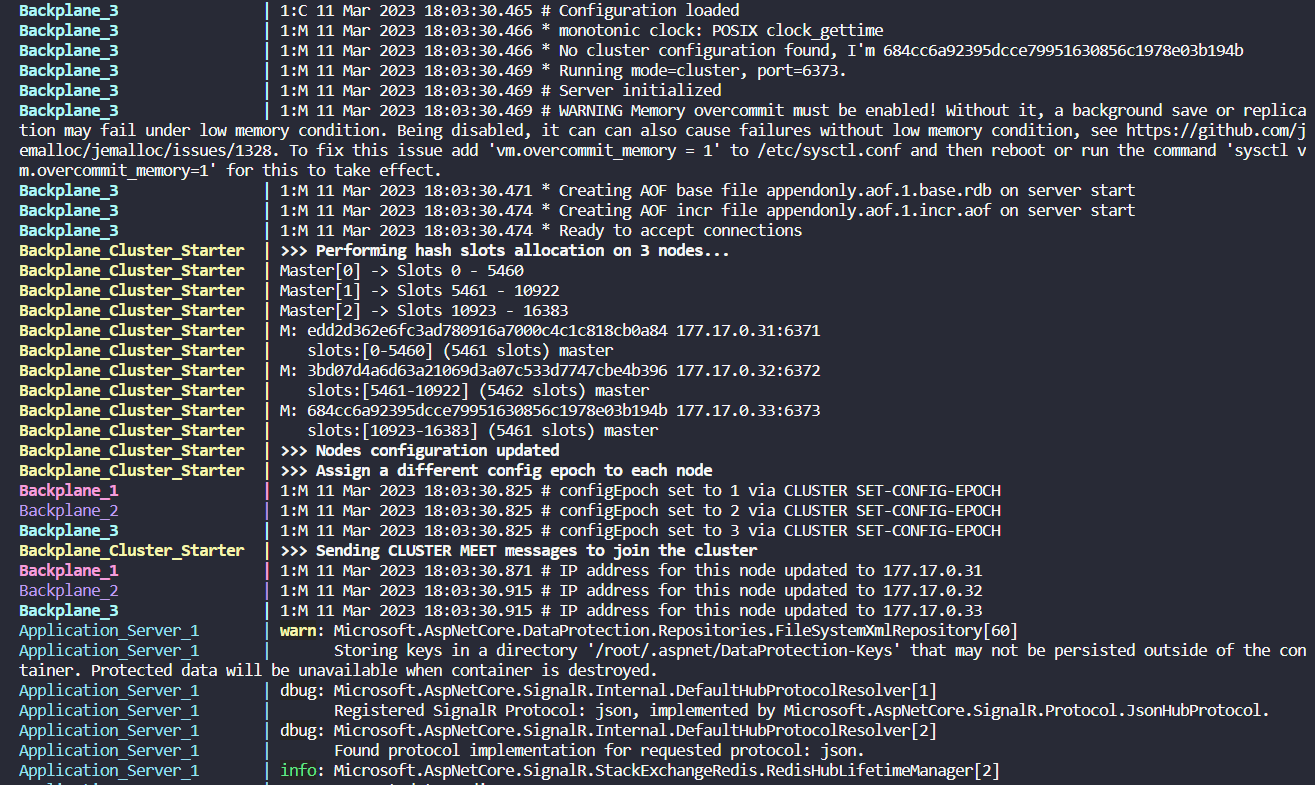 Backplane_3 | 1:C 11 Mar 2023 18:03:30.465 # Configuration loaded
Backplane_3 | 1:M 11 Mar 2023 18:03:30.466 * monotonic clock: POSIX clock_gettime
Backplane_3 | 1:M 11 Mar 2023 18:03:30.466 * No cluster configuration found, I'm 684cc6a92395dcce79951630856c1978e03b194b
Backplane_3 | 1:M 11 Mar 2023 18:03:30.469 * Running mode=cluster, port=6373.
Backplane_3 | 1:M 11 Mar 2023 18:03:30.469 # Server initialized
Backplane_3 | 1:M 11 Mar 2023 18:03:30.469 # WARNING Memory overcommit must be enabled! Without it, a background save or replica
tion may fail under low memory condition. Being disabled, it can can also cause failures without low memory condition, see https://github.com/j
emalloc/jemalloc/issues/1328. To fix this issue add 'vm.overcommit_memory = 1' to /etc/sysctl.conf and then reboot or run the command 'sysctl v
m.overcommit_memory=1' for this to take effect.
Backplane_3 | 1:M 11 Mar 2023 18:03:30.471 * Creating AOF base file appendonly.aof.1.base.rdb on server start
Backplane_3 | 1:M 11 Mar 2023 18:03:30.474 * Creating AOF incr file appendonly.aof.1.incr.aof on server start
Backplane_3 | 1:M 11 Mar 2023 18:03:30.474 * Ready to accept connections
Backplane_Cluster_Starter | >>> Performing hash slots allocation on 3 nodes...
Backplane_Cluster_Starter | Master[0] -> Slots 0 - 5460
Backplane_Cluster_Starter | Master[1] -> Slots 5461 - 10922
Backplane_Cluster_Starter | Master[2] -> Slots 10923 - 16383
Backplane_Cluster_Starter | M: edd2d362e6fc3ad780916a7000c4c1c818cb0a84 177.17.0.31:6371
Backplane_Cluster_Starter | slots:[0-5460] (5461 slots) master
Backplane_Cluster_Starter | M: 3bd07d4a6d63a21069d3a07c533d7747cbe4b396 177.17.0.32:6372
Backplane_Cluster_Starter | slots:[5461-10922] (5462 slots) master
Backplane_Cluster_Starter | M: 684cc6a92395dcce79951630856c1978e03b194b 177.17.0.33:6373
Backplane_Cluster_Starter | slots:[10923-16383] (5461 slots) master
Backplane_Cluster_Starter | >>> Nodes configuration updated
Backplane_Cluster_Starter | >>> Assign a different config epoch to each node
Backplane_1 | 1:M 11 Mar 2023 18:03:30.825 # configEpoch set to 1 via CLUSTER SET-CONFIG-EPOCH
Backplane_2 | 1:M 11 Mar 2023 18:03:30.825 # configEpoch set to 2 via CLUSTER SET-CONFIG-EPOCH
Backplane_3 | 1:M 11 Mar 2023 18:03:30.825 # configEpoch set to 3 via CLUSTER SET-CONFIG-EPOCH
Backplane_Cluster_Starter | >>> Sending CLUSTER MEET messages to join the cluster
Backplane_1 | 1:M 11 Mar 2023 18:03:30.871 # IP address for this node updated to 177.17.0.31
Backplane_2 | 1:M 11 Mar 2023 18:03:30.915 # IP address for this node updated to 177.17.0.32
Backplane_3 | 1:M 11 Mar 2023 18:03:30.915 # IP address for this node updated to 177.17.0.33
Application_Server_1 | warn: Microsoft.AspNetCore.DataProtection.Repositories.FileSystemXmlRepository[60]
Application_Server_1 | Storing keys in a directory '/root/.aspnet/DataProtection-Keys' that may not be persisted outside of the con
tainer. Protected data will be unavailable when container is destroyed.
Application_Server_1 | dbug: Microsoft.AspNetCore.SignalR.Internal.DefaultHubProtocolResolver[1]
Application_Server_1 | Registered SignalR Protocol: json, implemented by Microsoft.AspNetCore.SignalR.Protocol.JsonHubProtocol.
Application_Server_1 | dbug: Microsoft.AspNetCore.SignalR.Internal.DefaultHubProtocolResolver[2]
Application_Server_1 | Found protocol implementation for requested protocol: json.
Application_Server_1 | info: Microsoft.AspNetCore.SignalR.StackExchangeRedis.RedisHubLifetimeManager[2]